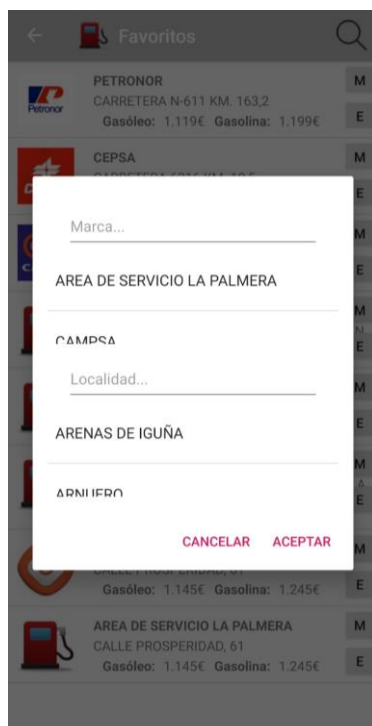 Favoritos
PETRONOR
M
CARRETERA N-611 KM. 163,2
Petronor
Gasóleo: 1.119€ Gasolina: 1.199€
E
CEPSA
M
E
Marca...
M
AREA DE SERVICIO LA PALMERA
E
M
CAMPSA
E
Localidad...
M
ARENAS DE IGUÑA
E
M
ARNUERO
E
CANCELAR ACEPTAR
M
CALLE PROSPERIDAD, 61
Gasóleo: 1.145€ Gasolina: 1.245€
E
AREA DE SERVICIO LA PALMERA
M
CALLE PROSPERIDAD, 61
Gasóleo: 1.145€ Gasolina: 1.245€
E